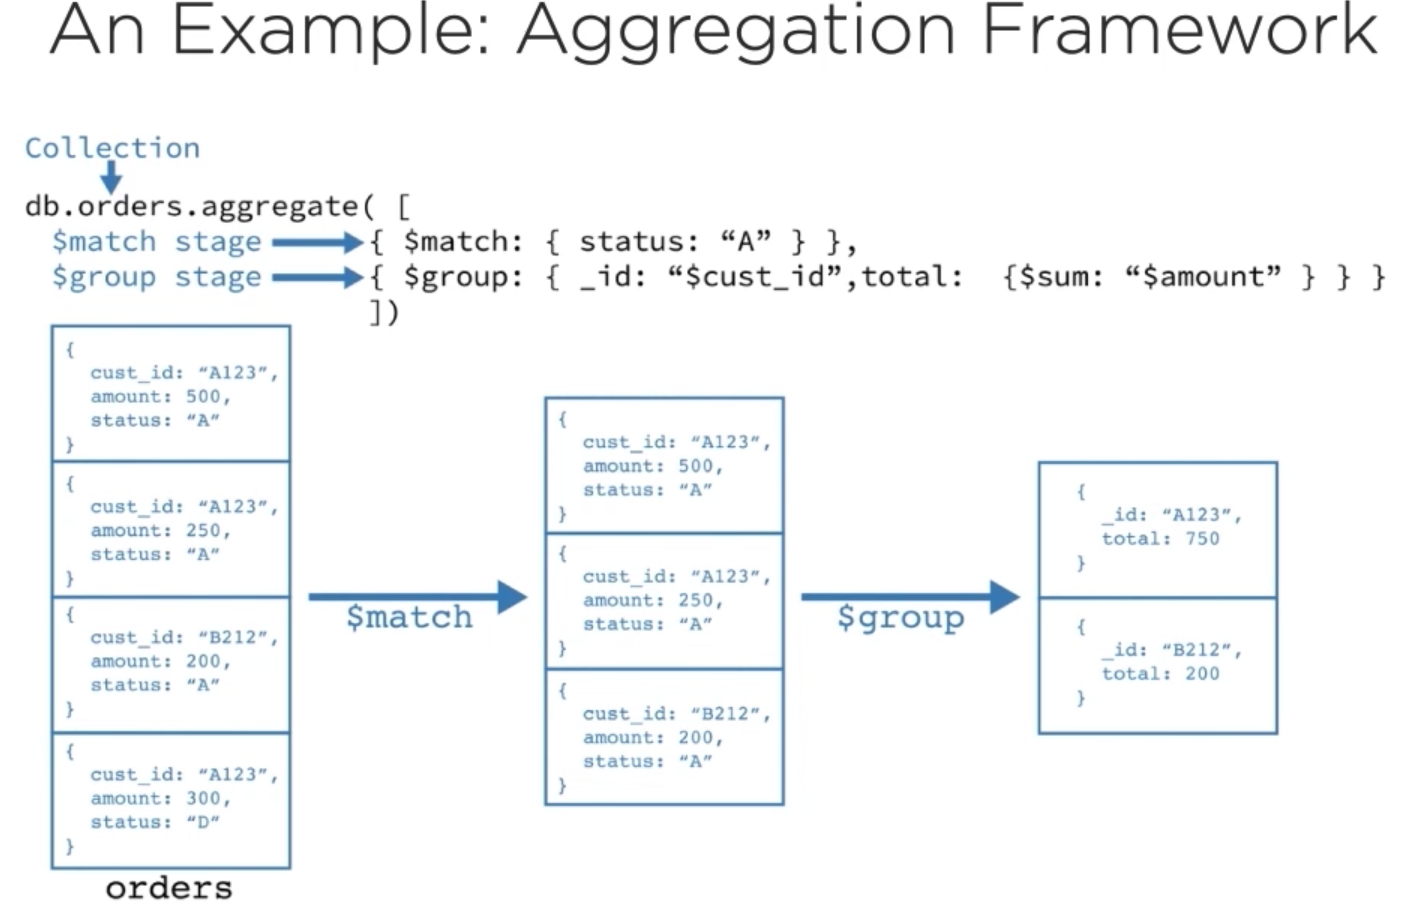 An Example: Aggregation Framework
Collection
db.orders.aggregate( [
$match stage { $match: { status: “A” } },
$group stage { $group: { _id: “$cust_id”,total: {$sum: “$amount” } } }
])
{
cust_id: “A123”,
amount: 500,
status: “A”
}
{
cust_id: “A123”,
amount: 250,
status: “A”
}
{
cust_id: “B212”,
amount: 200,
status: “A”
}
{
cust_id: “A123”,
amount: 300,
status: “D”
}
orders
$match
{
cust_id: “A123”,
amount: 500,
status: “A”
}
{
cust_id: “A123”,
amount: 250,
status: “A”
}
{
cust_id: “B212”,
amount: 200,
status: “A”
}
$group
{
_id: “A123”,
total: 750
}
{
_id: “B212”,
total: 200
}